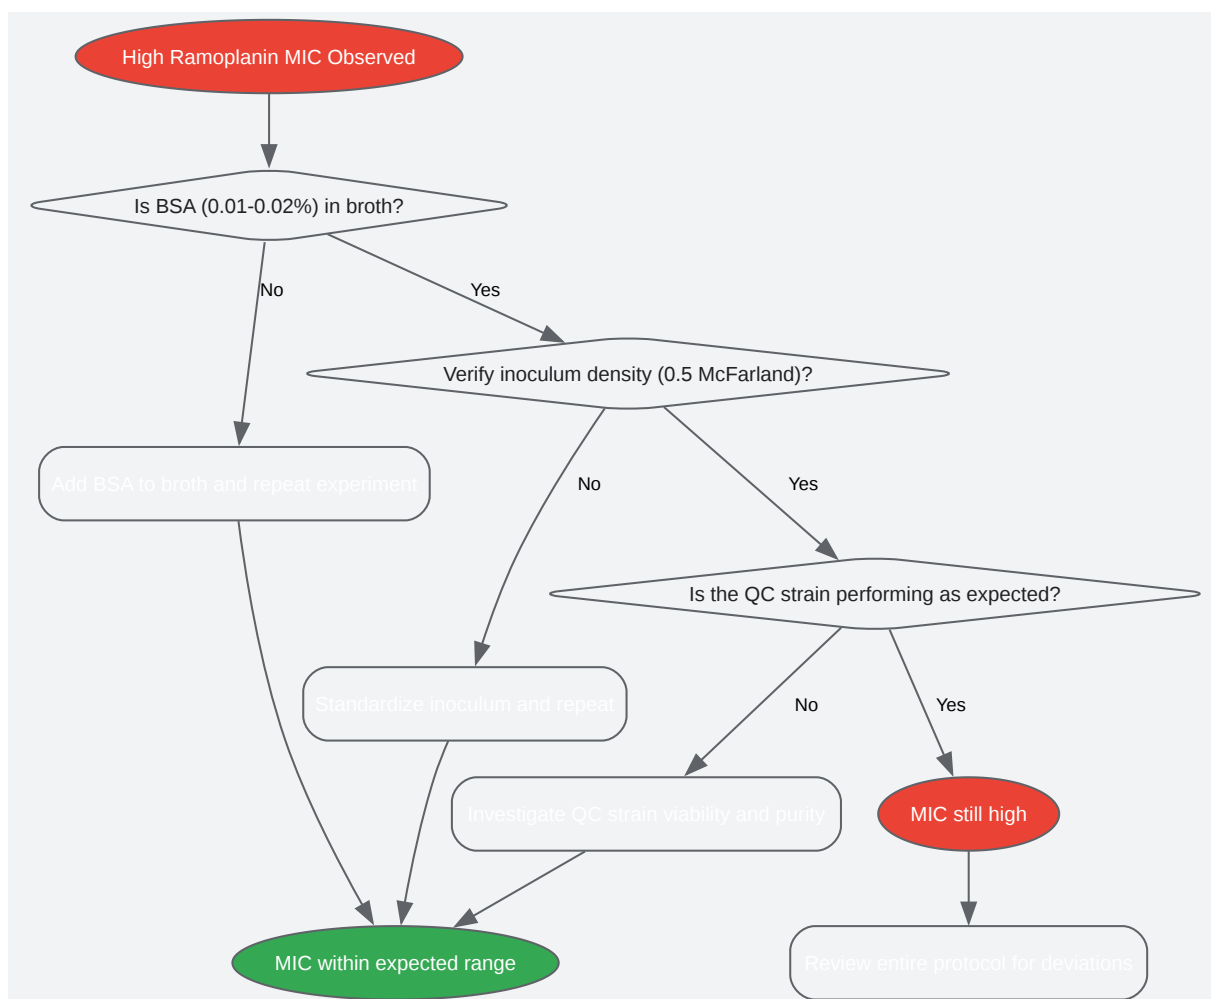 High Ramoplanin MIC Observed
Is BSA (0.01-0.02%) in broth?
No
Yes
Verify inoculum density (0.5 McFarland)?
Add BSA to broth and repeat experiment
No
Yes
Is the QC strain performing as expected?
Standardize inoculum and repeat
No
Yes
Investigate QC strain viability and purity
MIC still high
MIC within expected range
Review entire protocol for deviations